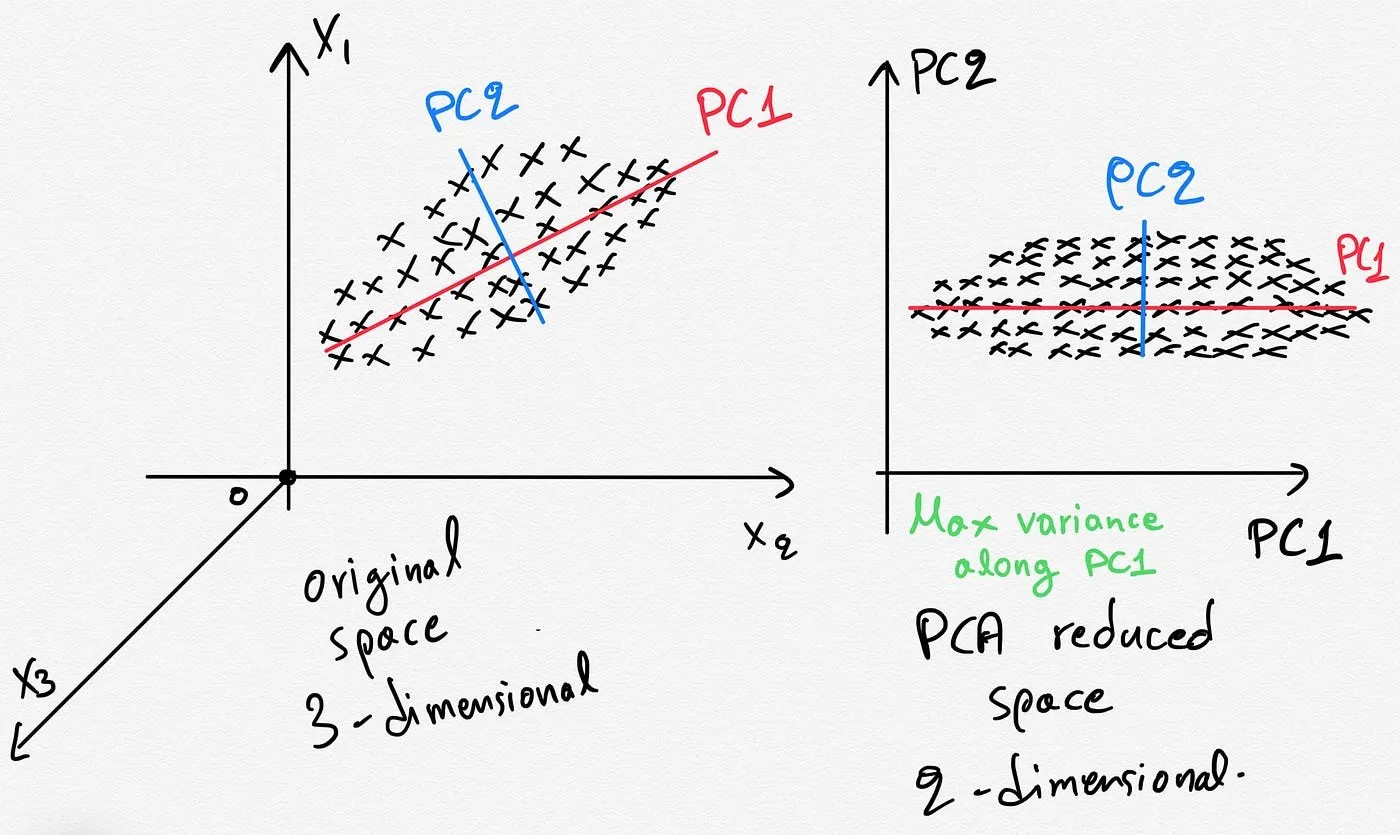 X1
PC2
PC1
0
X2
X3
original
space
3-dimensional
PC2
PC2
PC1
PC1
Max variance
along PC1
PCA reduced
space
2-dimensional.